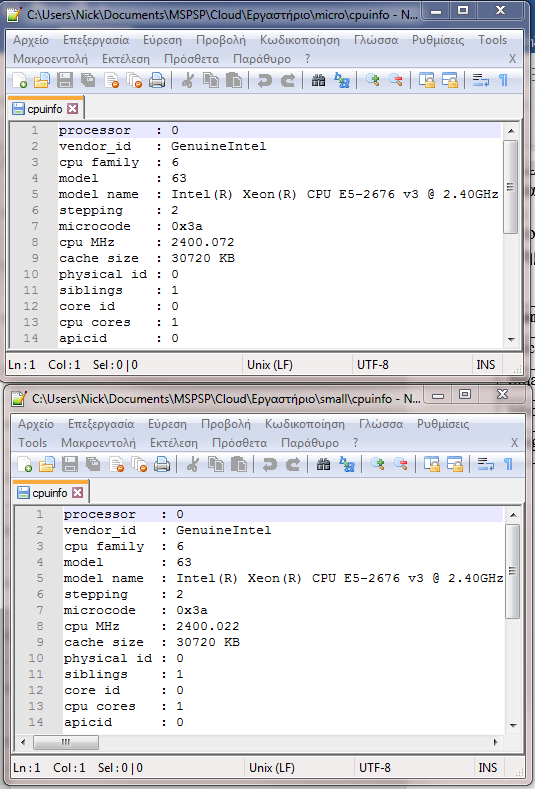 C:\Users\Nick\Documents\MSPSP\Cloud\Εργαστήριο\micro\cpuinfo - N...
Αρχείο Επεξεργασία Εύρεση Προβολή Κωδικοποίηση Γλώσσα Ρυθμίσεις Tools
Μακροεντολή Εκτέλεση Πρόσθετα Παράθυρο ? X
cpuinfo
1 processor : 0
2 vendor_id : GenuineIntel
3 cpu family : 6
4 model : 63
5 model name : Intel(R) Xeon(R) CPU E5-2676 v3 @ 2.40GHz
6 stepping : 2
7 microcode : 0x3a
8 cpu MHz : 2400.072
9 cache size : 30720 KB
10 physical id : 0
11 siblings : 1
12 core id : 0
13 cpu cores : 1
14 apicid : 0
Ln:1 Col:1 Sel:0|0 Unix (LF) UTF-8 INS
C:\Users\Nick\Documents\MSPSP\Cloud\Εργαστήριο\small\cpuinfo - N...
Αρχείο Επεξεργασία Εύρεση Προβολή Κωδικοποίηση Γλώσσα Ρυθμίσεις
Tools Μακροεντολή Εκτέλεση Πρόσθετα Παράθυρο ? X
cpuinfo
1 processor : 0
2 vendor_id : GenuineIntel
3 cpu family : 6
4 model : 63
5 model name : Intel(R) Xeon(R) CPU E5-2676 v3 @ 2.40GHz
6 stepping : 2
7 microcode : 0x3a
8 cpu MHz : 2400.022
9 cache size : 30720 KB
10 physical id : 0
11 siblings : 1
12 core id : 0
13 cpu cores : 1
14 apicid : 0
Ln:1 Col:1 Sel:0|0 Unix (LF) UTF-8 INS